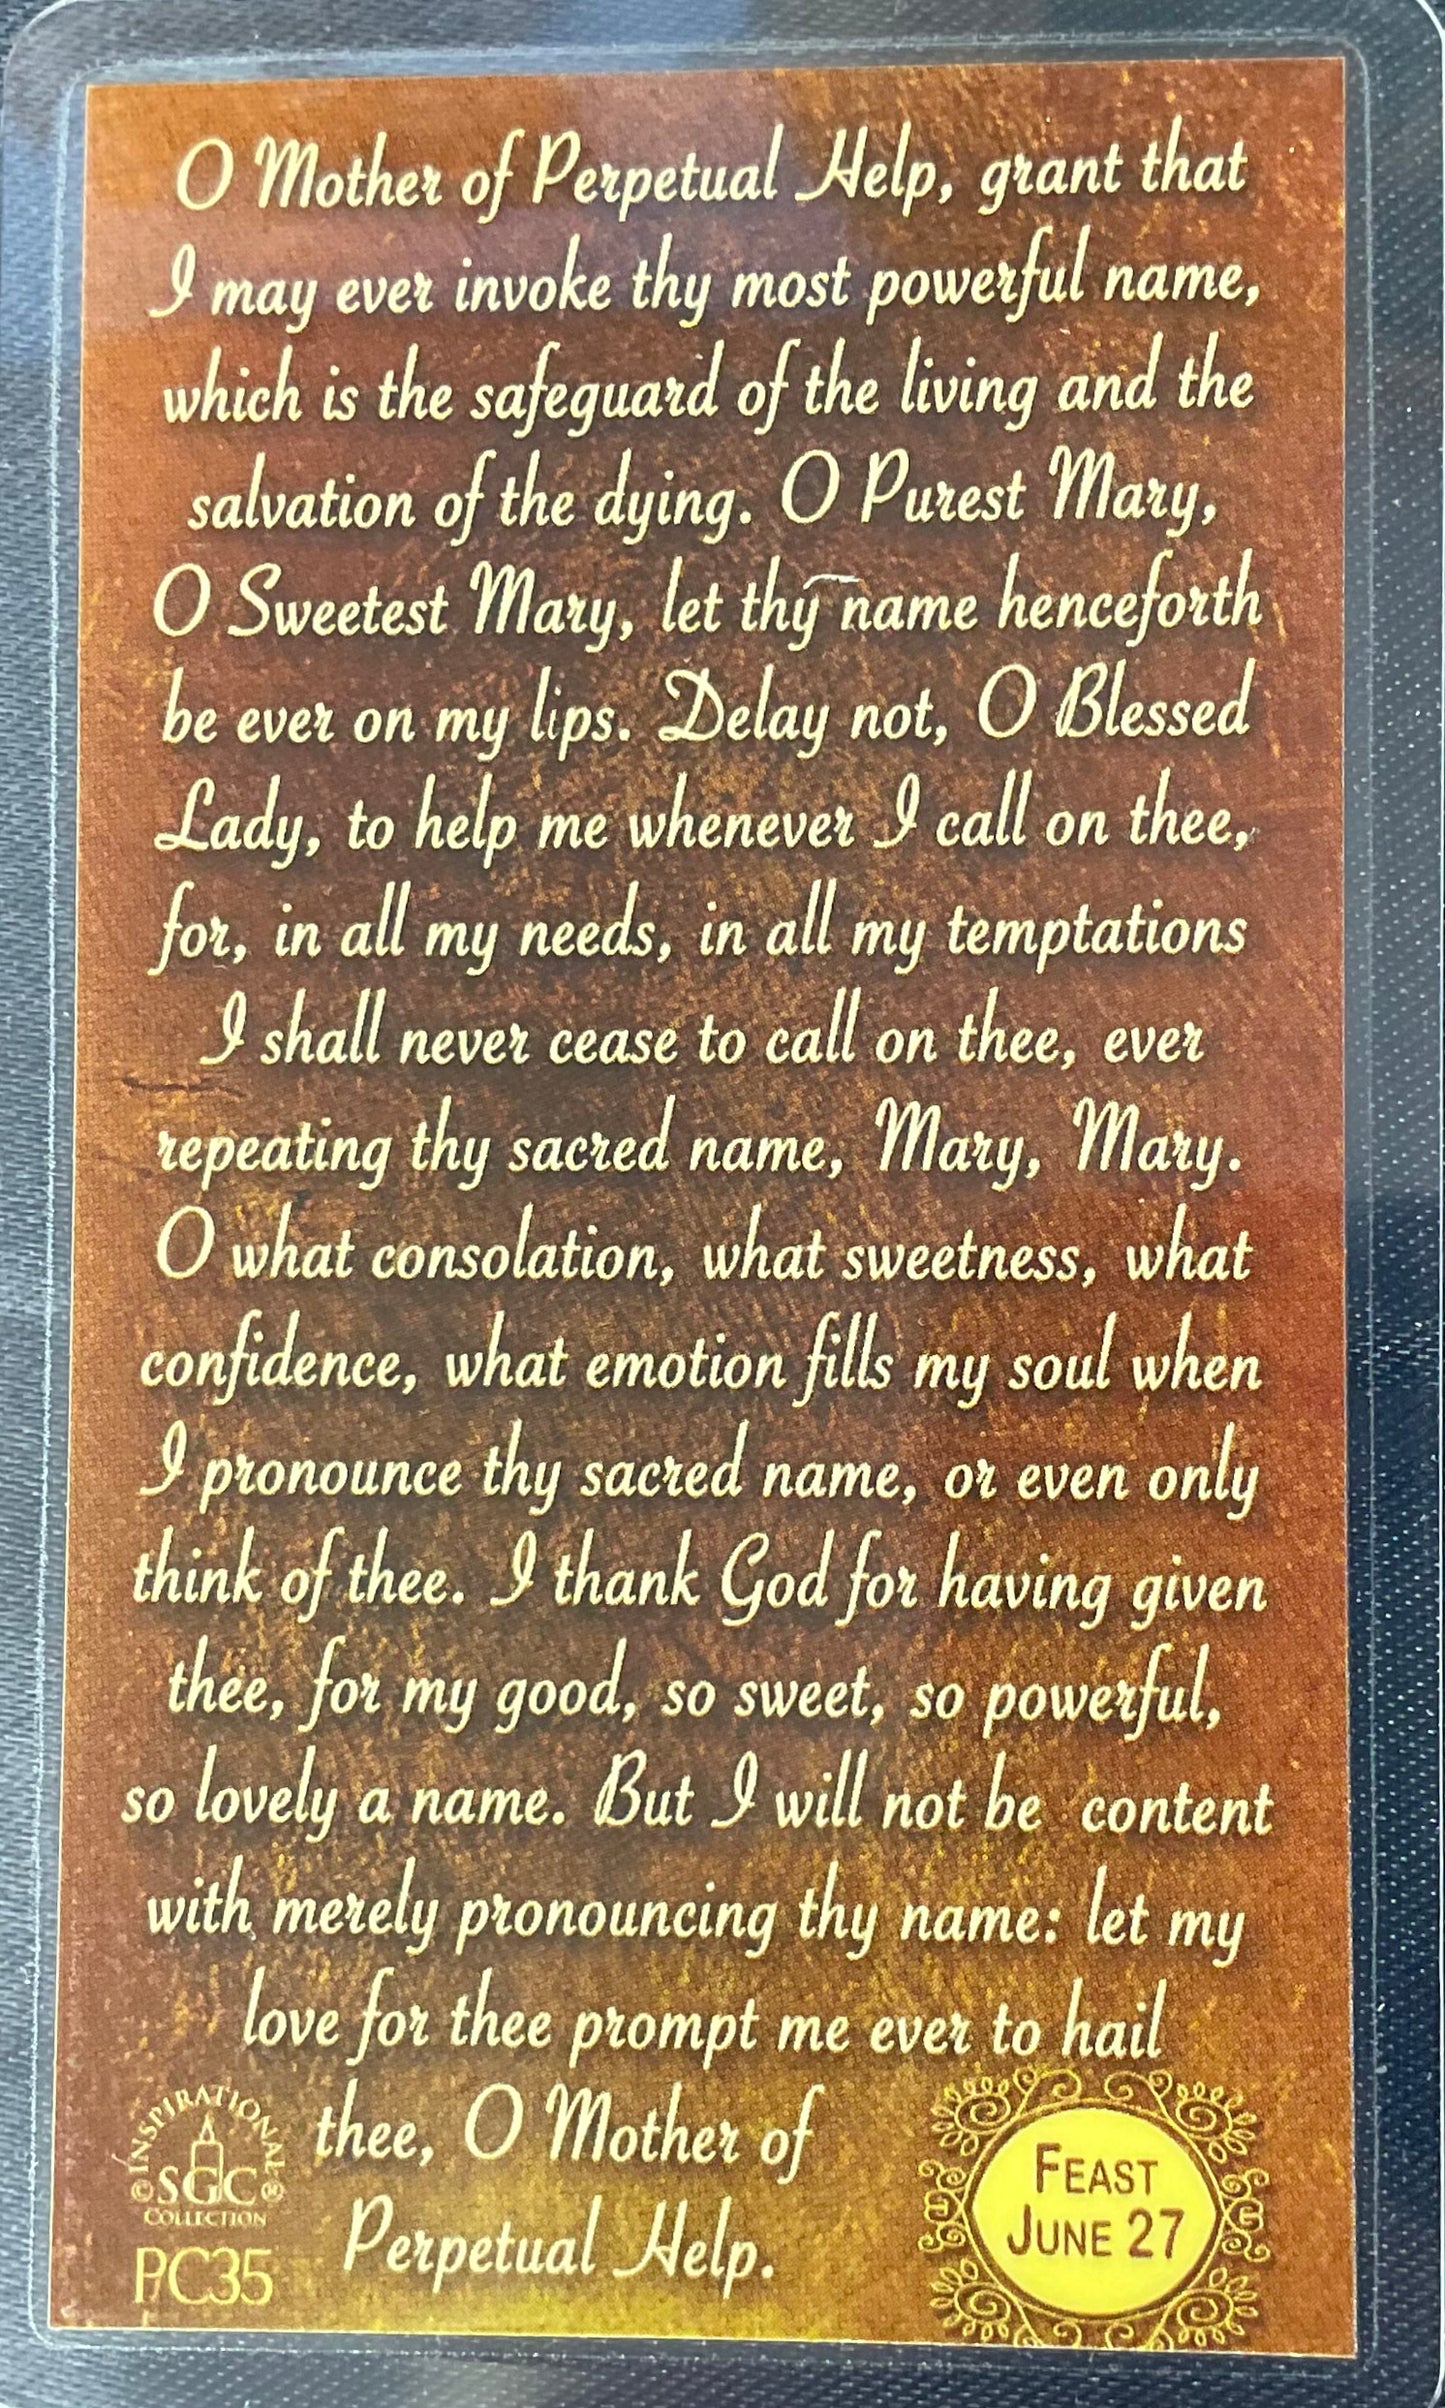 O Mother of Perpetual Help, grant that
I may ever invoke thy most powerful name,
which is the safeguard of the living and the
salvation of the dying. O Purest Mary,
O Sweetest Mary, let thy name henceforth
be ever on my lips. Delay not, O Blessed
Lady, to help me whenever I call on thee,
for, in all my needs, in all my temptations
I shall never cease to call on thee, ever
repeating thy sacred name, Mary, Mary.
O what consolation, what sweetness, what
confidence, what emotion fills my soul when
I pronounce thy sacred name, or even only
think of thee. I thank God for having given
thee, for my good, so sweet, so powerful,
so lovely a name. But I will not be content
with merely pronouncing thy name: let my
love for thee prompt me ever to hail
thee, O Mother of
Perpetual Help.
INSPIRATIONAL
©SGC®
COLLECTION
PC35
FEAST
JUNE 27